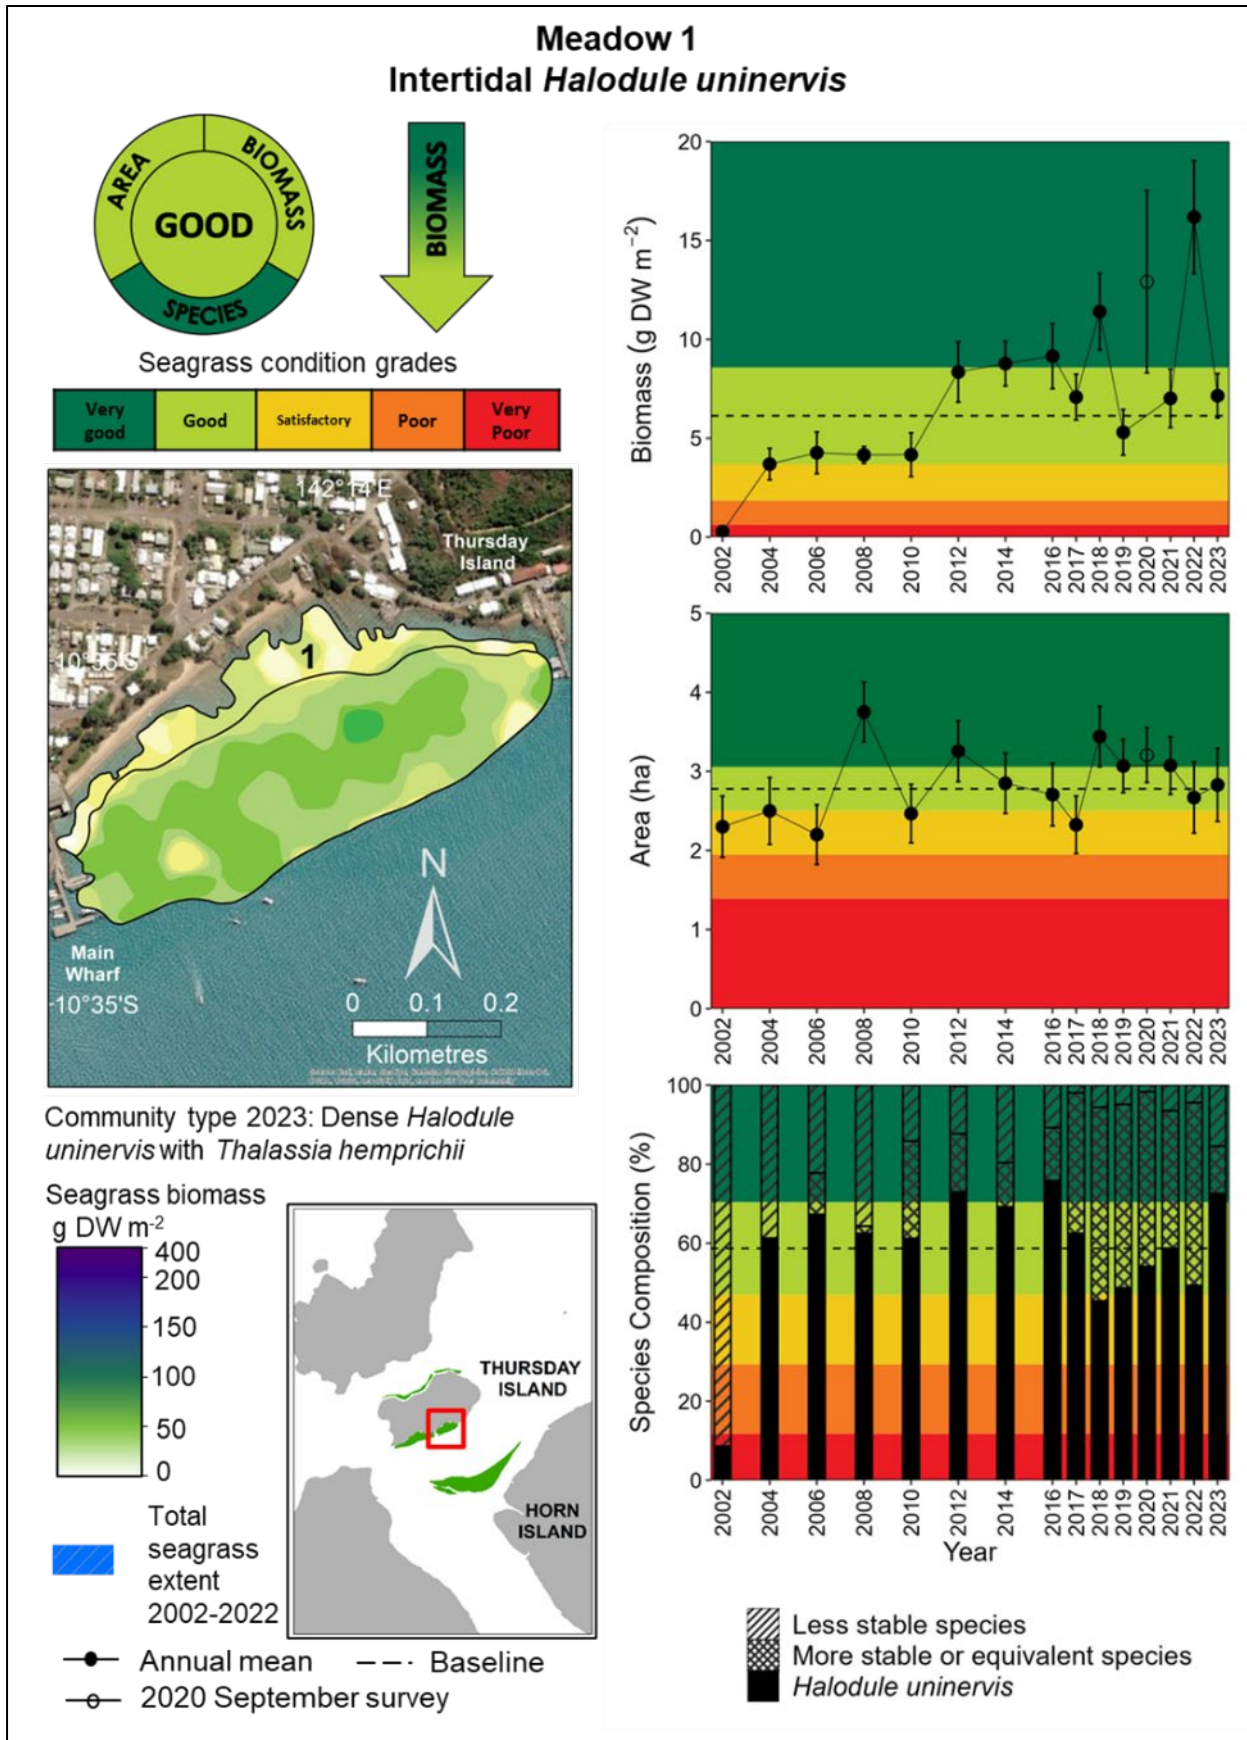 Meadow 1
Intertidal Halodule uninervis
AREA
BIOMASS
GOOD
SPECIES
BIOMASS
Seagrass condition grades
Very good
Good
Satisfactory
Poor
Very Poor
142°14'E
Thursday
Island
1
Main
Wharf
10°35'S
N
0 0.1 0.2
Kilometres
Community type 2023: Dense Halodule
uninervis with Thalassia hemprichii
Seagrass biomass
g DW m-2
400
200
150
100
50
0
Total
seagrass
extent
2002-2022
THURSDAY
ISLAND
HORN
ISLAND
Annual mean
Baseline
2020 September survey
Biomass (g DW m−2)
20
15
10
5
0
2002 2004 2006 2008 2010 2012 2014 2016 2017 2018 2019 2020 2021 2022 2023
Area (ha)
5
4
3
2
1
0
2002 2004 2006 2008 2010 2012 2014 2016 2017 2018 2019 2020 2021 2022 2023
Species Composition (%)
100
80
60
40
20
0
2002 2004 2006 2008 2010 2012 2014 2016 2017 2018 2019 2020 2021 2022 2023
Year
Less stable species
More stable or equivalent species
Halodule uninervis